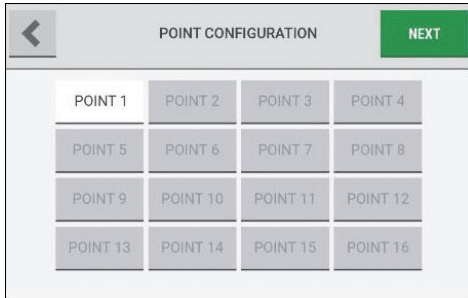 POINT CONFIGURATION NEXT
POINT 1 POINT 2 POINT 3 POINT 4
POINT 5 POINT 6 POINT 7 POINT 8
POINT 9 POINT 10 POINT 11 POINT 12
POINT 13 POINT 14 POINT 15 POINT 16